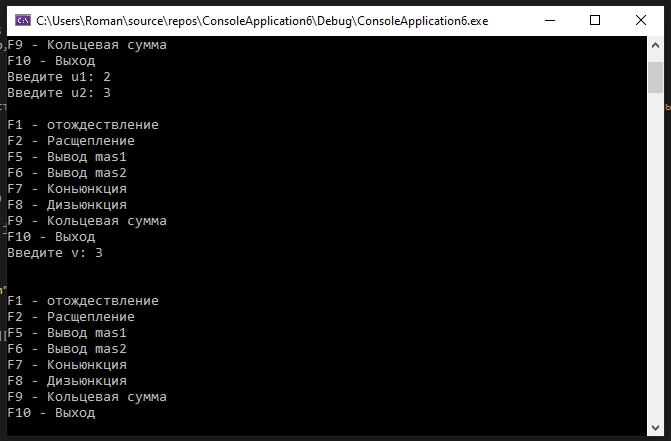 C:\Users\Roman\source\repos\ConsoleApplication6\Debug\ConsoleApplication6.exe
F9 - Кольцевая сумма
F10 - Выход
Введите u1: 2
Введите u2: 3
F1 - отождествление
F2 - Расщепление
F5 - Вывод mas1
F6 - Вывод mas2
F7 - Коньюнкция
F8 - Дизьюнкция
F9 - Кольцевая сумма
F10 - Выход
Введите v: 3
F1 - отождествление
F2 - Расщепление
F5 - Вывод mas1
F6 - Вывод mas2
F7 - Коньюнкция
F8 - Дизьюнкция
F9 - Кольцевая сумма
F10 - Выход